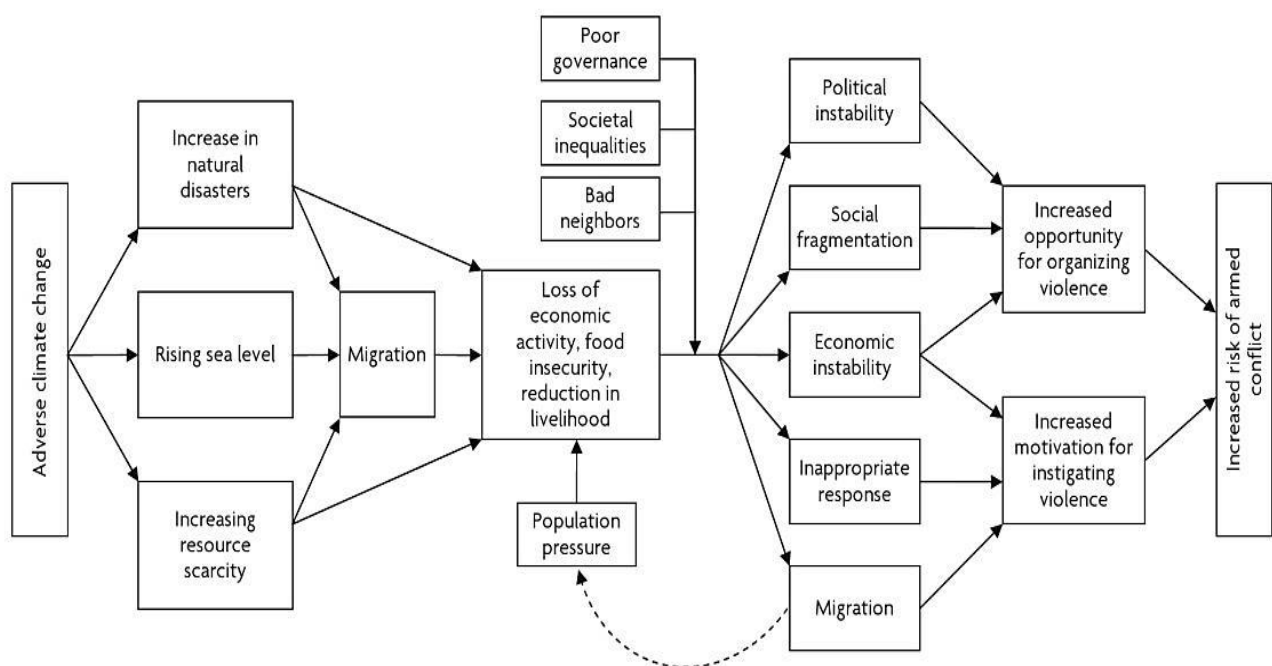 Adverse climate change
Increase in
natural
disasters
Rising sea level
Increasing
resource
scarcity
Migration
Poor
governance
Societal
inequalities
Bad
neighbors
Loss of
economic
activity, food
insecurity,
reduction in
livelihood
Population
pressure
Political
instability
Social
fragmentation
Economic
instability
Inappropriate
response
Migration
Increased
opportunity
for organizing
violence
Increased
motivation for
instigating
violence
Increased risk of armed
conflict